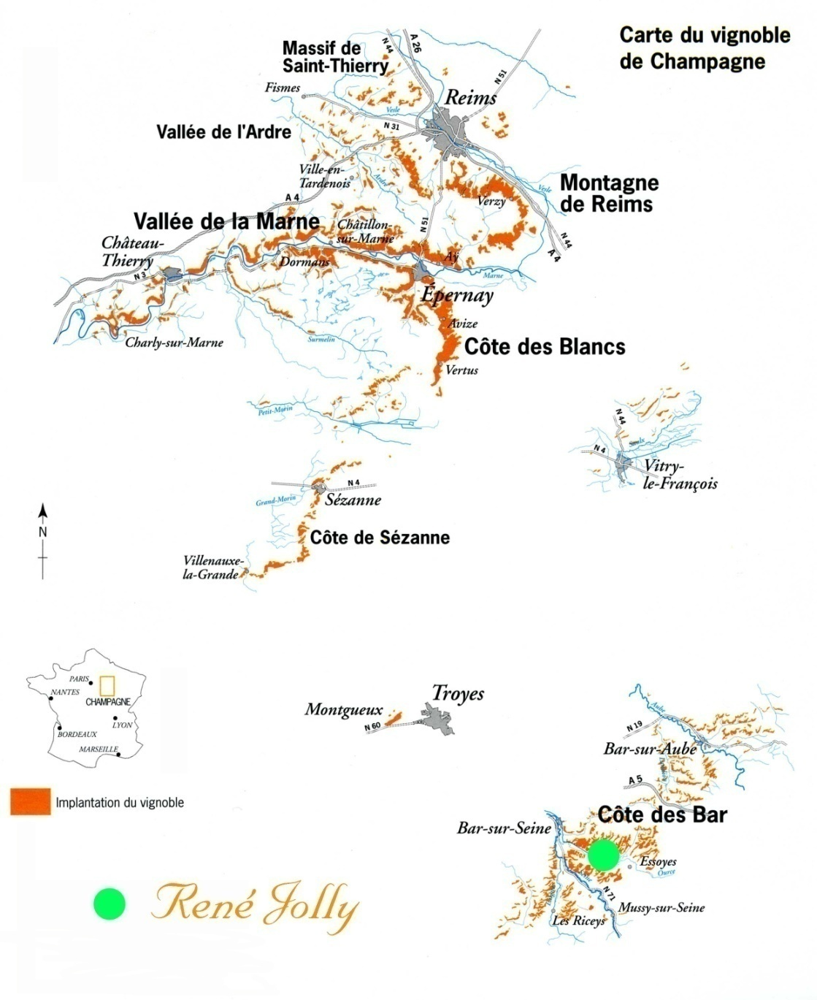 Carte du vignoble
de Champagne
Massif de
Saint-Thierry
N 44
A 26
N 51
Fismes
Reims
Vesle
N 31
Vallée de l'Ardre
Ville-en-
Tardenois
Ardre
Vesle
Montagne
de Reims
Verzy
A 4
N 51
Vallée de la Marne
Châtillon-
sur-Marne
N 44
A 4
Château-
Thierry
Dormans
Aÿ
N 3
Marne
Épernay
Avize
Charly-sur-Marne
Surmelin
Côte des Blancs
Vertus
Petit-Morin
N 44
Saulx
N 4
Vitry-
le-François
N 4
Sézanne
Grand-Morin
N
Côte de Sézanne
Villenauxe-
la-Grande
PARIS
NANTES
CHAMPAGNE
LYON
BORDEAUX
MARSEILLE
Troyes
Montgueux
N 60
Aube
N 19
Bar-sur-Aube
A 5
Implantation du vignoble
Côte des Bar
Bar-sur-Seine
Essoyes
Ource
N 71
Mussy-sur-Seine
Les Riceys
René Jolly